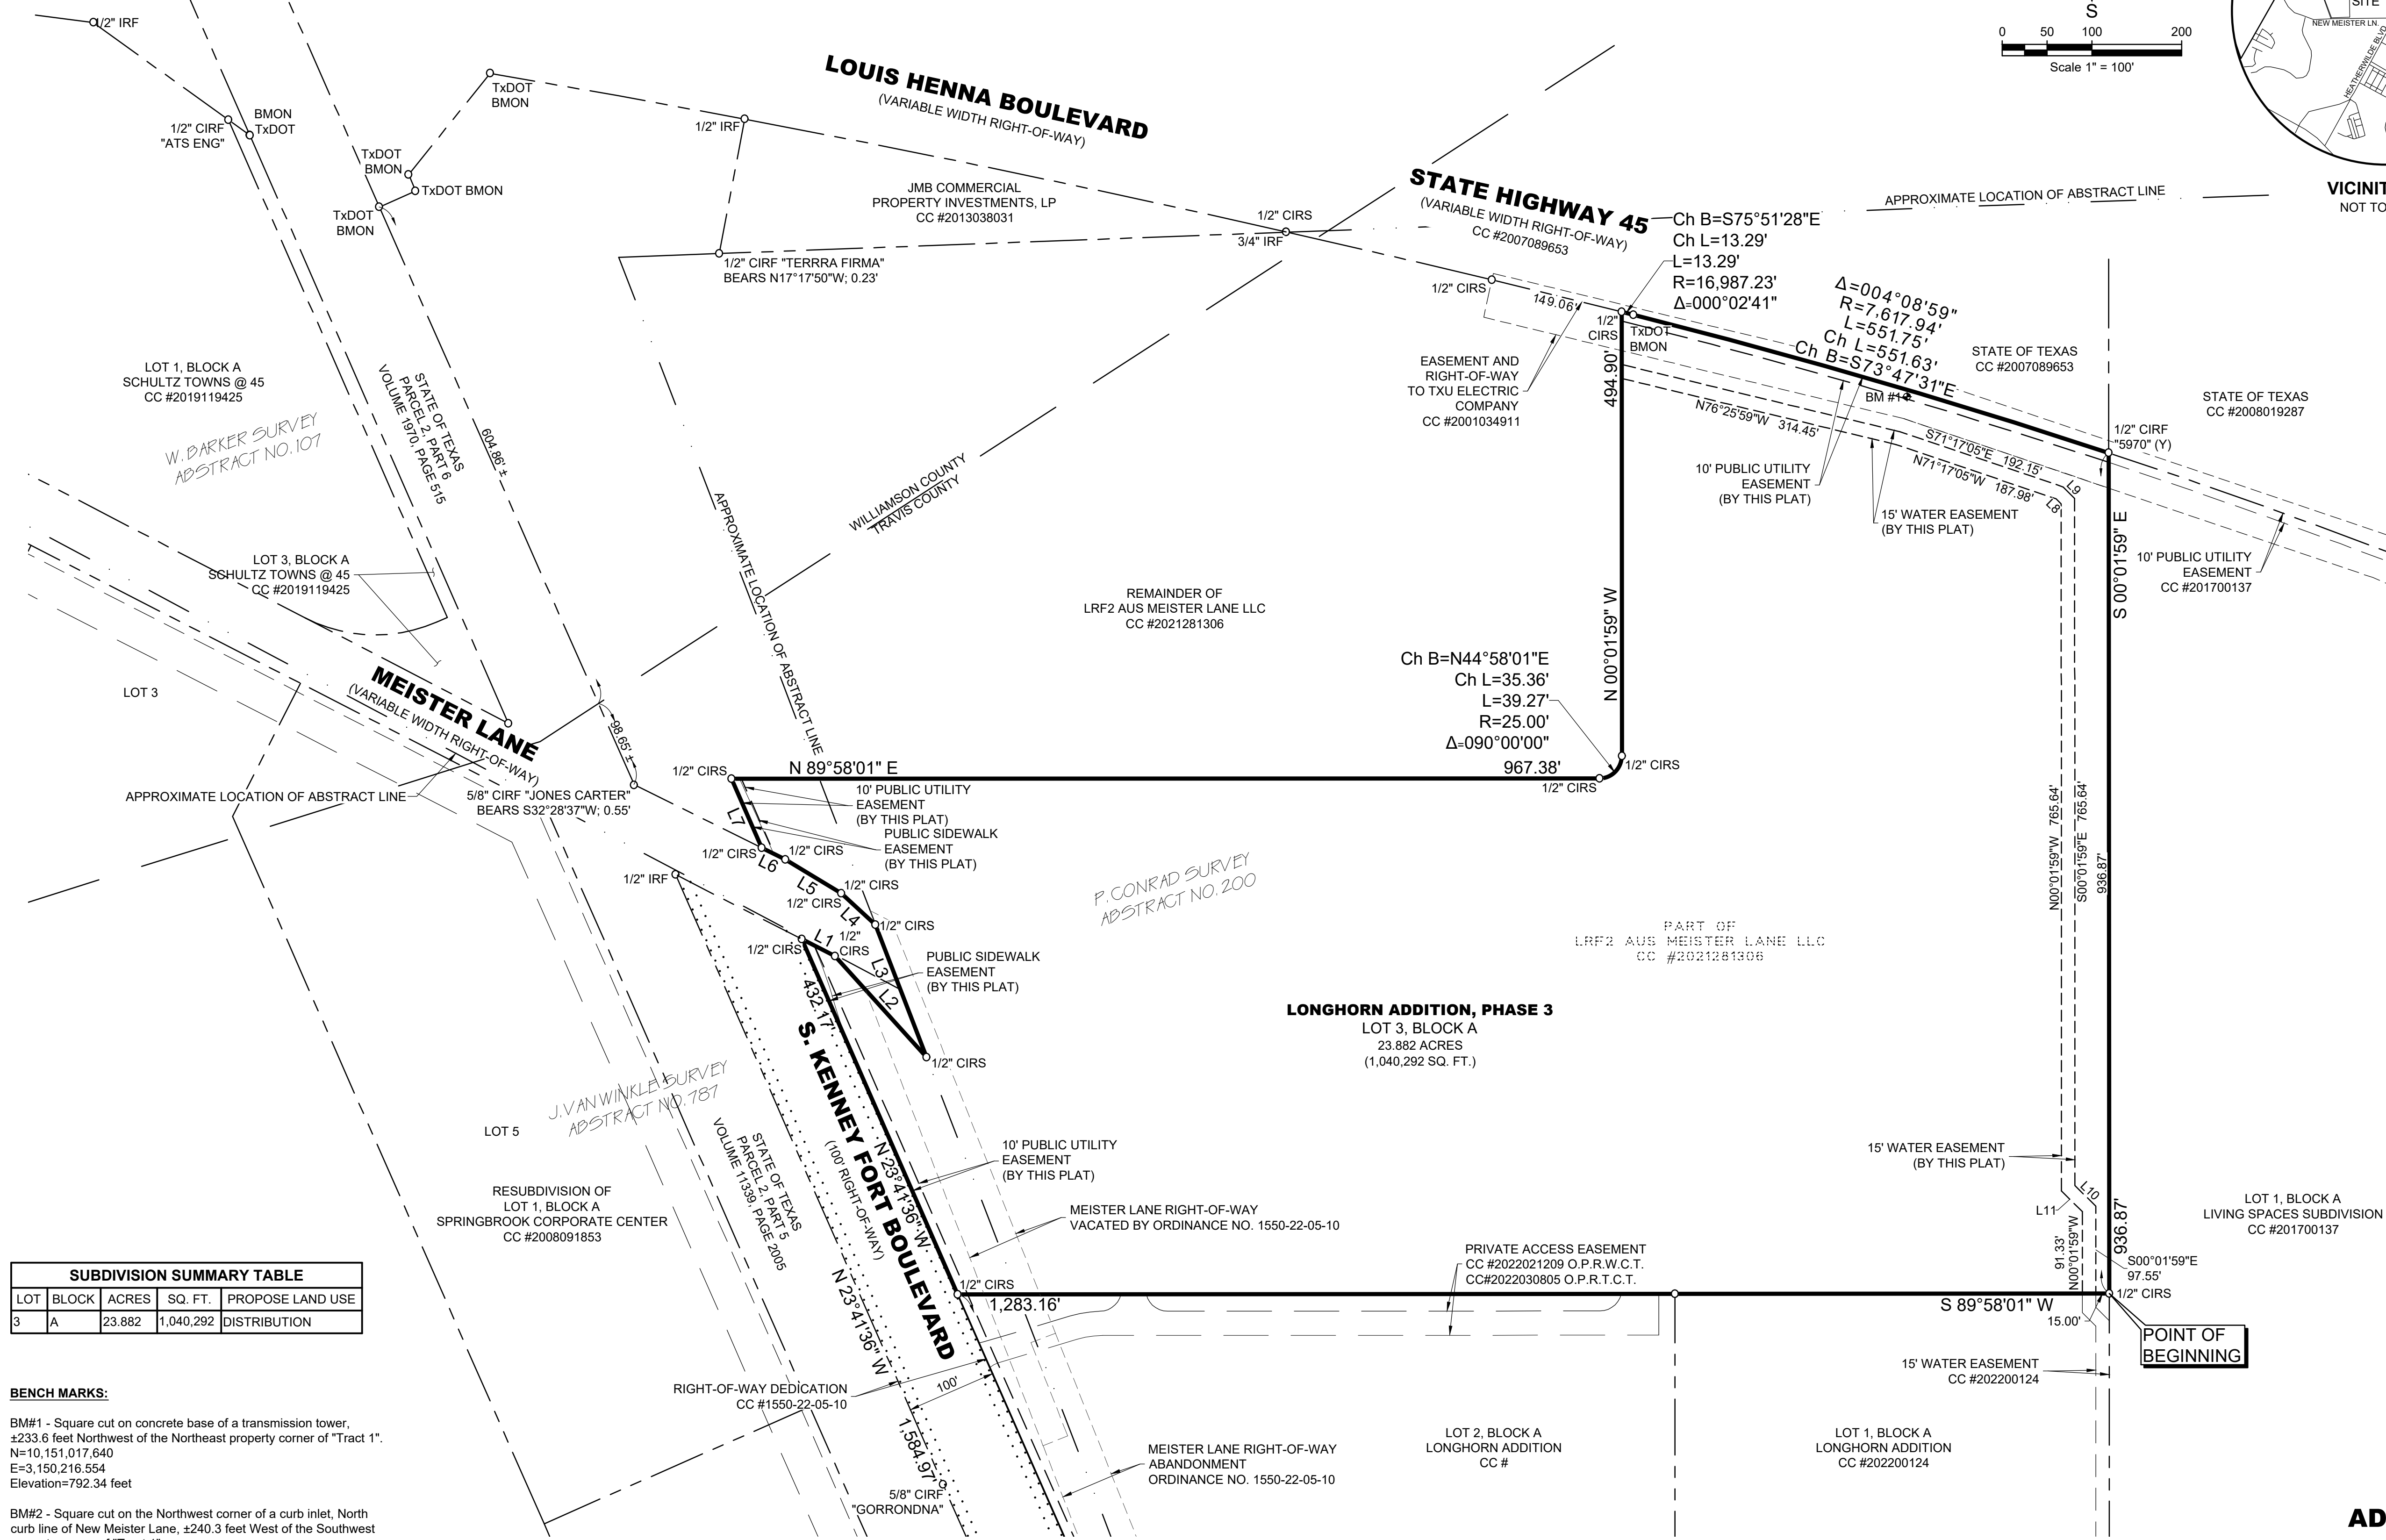 1/2" IRF
BMON
TxDOT
1/2" CIRF
"ATS ENG"
TxDOT
BMON
TxDOT
BMON
TxDOT BMON
TxDOT
BMON
1/2" IRF
LOUIS HENNA BOULEVARD
(VARIABLE WIDTH RIGHT-OF-WAY)
JMB COMMERCIAL
PROPERTY INVESTMENTS, LP
CC #2013038031
1/2" CIRF "TERRRA FIRMA"
BEARS N17°17'50"W; 0.23'
1/2" CIRS
3/4" IRF
STATE HIGHWAY 45
(VARIABLE WIDTH RIGHT-OF-WAY)
CC #2007089653
S
0 50 100 200
Scale 1" = 100'
SITE
NEW MEISTER LN.
HEATHERWILDE BLVD
VICINIT
NOT TO
APPROXIMATE LOCATION OF ABSTRACT LINE
Ch B=S75°51'28"E
Ch L=13.29'
L=13.29'
R=16,987.23'
Δ=000°02'41"
Δ=004°08'59"
R=7,617.94'
L=551.75'
Ch L=551.63'
Ch B=S73°47'31"E
1/2" CIRS
149.06'
1/2"
CIRS
TxDOT
BMON
STATE OF TEXAS
CC #2007089653
STATE OF TEXAS
CC #2008019287
EASEMENT AND
RIGHT-OF-WAY
TO TXU ELECTRIC
COMPANY
CC #2001034911
BM #1
1/2" CIRF
"5970" (Y)
N76°25'59"W 314.45'
S71°17'05"E 192.15'
N71°17'05"W 187.98'
L9
L8
10' PUBLIC UTILITY
EASEMENT
(BY THIS PLAT)
15' WATER EASEMENT
(BY THIS PLAT)
10' PUBLIC UTILITY
EASEMENT
CC #201700137
494.90'
N 00°01'59" W
S 00°01'59" E
LOT 1, BLOCK A
SCHULTZ TOWNS @ 45
CC #2019119425
W. BARKER SURVEY
ABSTRACT NO. 107
STATE OF TEXAS
PARCEL 2, PART 6
VOLUME 1970, PAGE 515
604.86' ±
LOT 3, BLOCK A
SCHULTZ TOWNS @ 45
CC #2019119425
WILLIAMSON COUNTY
TRAVIS COUNTY
APPROXIMATE LOCATION OF ABSTRACT LINE
REMAINDER OF
LRF2 AUS MEISTER LANE LLC
CC #2021281306
Ch B=N44°58'01"E
Ch L=35.36'
L=39.27'
R=25.00'
Δ=090°00'00"
LOT 3
MEISTER LANE
(VARIABLE WIDTH RIGHT-OF-WAY)
98.65' ±
APPROXIMATE LOCATION OF ABSTRACT LINE
5/8" CIRF "JONES CARTER"
BEARS S32°28'37"W; 0.55'
1/2" CIRS
N 89°58'01" E
967.38'
1/2" CIRS
1/2" CIRS
L7
10' PUBLIC UTILITY
EASEMENT
(BY THIS PLAT)
PUBLIC SIDEWALK
EASEMENT
(BY THIS PLAT)
1/2" CIRS
1/2" CIRS
L6
L5
1/2" CIRS
1/2" CIRS
L4
1/2" CIRS
1/2" IRF
L1
1/2"
CIRS
1/2" CIRS
L3
L2
PUBLIC SIDEWALK
EASEMENT
(BY THIS PLAT)
1/2" CIRS
P. CONRAD SURVEY
ABSTRACT NO. 200
PART OF
LRF2 AUS MEISTER LANE LLC
CC #2021281306
LONGHORN ADDITION, PHASE 3
LOT 3, BLOCK A
23.882 ACRES
(1,040,292 SQ. FT.)
N00°01'59"W 765.64'
S00°01'59"E 765.64'
936.87'
432.17'
S. KENNEY FORT BOULEVARD
(100' RIGHT-OF-WAY)
N 23°41'36" W
J. VAN WINKLE SURVEY
ABSTRACT NO. 787
LOT 5
RESUBDIVISION OF
LOT 1, BLOCK A
SPRINGBROOK CORPORATE CENTER
CC #2008091853
STATE OF TEXAS
PARCEL 2, PART 5
VOLUME 11339, PAGE 2005
N 23°41'36" W
10' PUBLIC UTILITY
EASEMENT
(BY THIS PLAT)
MEISTER LANE RIGHT-OF-WAY
VACATED BY ORDINANCE NO. 1550-22-05-10
15' WATER EASEMENT
(BY THIS PLAT)
L10
L11
91.33'
N00°01'59"W
936.87'
S00°01'59"E
97.55'
LOT 1, BLOCK A
LIVING SPACES SUBDIVISION
CC #201700137
PRIVATE ACCESS EASEMENT
CC #2022021209 O.P.R.W.C.T.
CC#2022030805 O.P.R.T.C.T.
1/2" CIRS
1,283.16'
S 89°58'01" W
1/2" CIRS
15.00'
POINT OF
BEGINNING
15' WATER EASEMENT
CC #202200124
RIGHT-OF-WAY DEDICATION
CC #1550-22-05-10
100'
1,584.97'
5/8" CIRF
"GORRONDNA"
MEISTER LANE RIGHT-OF-WAY
ABANDONMENT
ORDINANCE NO. 1550-22-05-10
LOT 2, BLOCK A
LONGHORN ADDITION
CC #
LOT 1, BLOCK A
LONGHORN ADDITION
CC #202200124
SUBDIVISION SUMMARY TABLE
LOT BLOCK ACRES SQ. FT. PROPOSE LAND USE
3 A 23.882 1,040,292 DISTRIBUTION
BENCH MARKS:
BM#1 - Square cut on concrete base of a transmission tower,
±233.6 feet Northwest of the Northeast property corner of "Tract 1".
N=10,151,017,640
E=3,150,216.554
Elevation=792.34 feet
BM#2 - Square cut on the Northwest corner of a curb inlet, North
curb line of New Meister Lane, ±240.3 feet West of the Southwest
AD